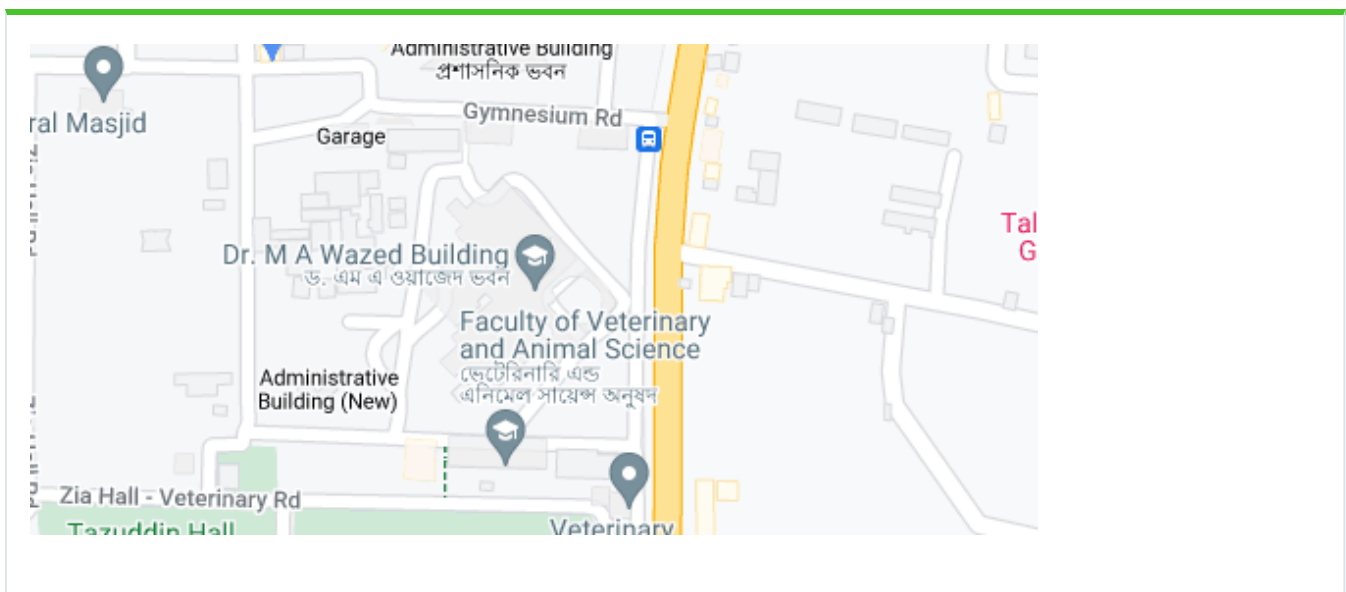 Administrative Building
প্রশাসনিক ভবন
ral Masjid
Gymnesium Rd
Garage
Tal
G
Dr. M A Wazed Building
ড. এম এ ওয়াজেদ ভবন
Faculty of Veterinary
and Animal Science
ভেটেরিনারি এন্ড
এনিমেল সায়েন্স অনুষদ
Administrative
Building (New)
Zia Hall - Veterinary Rd
Tazuddin Hall
Veterinary